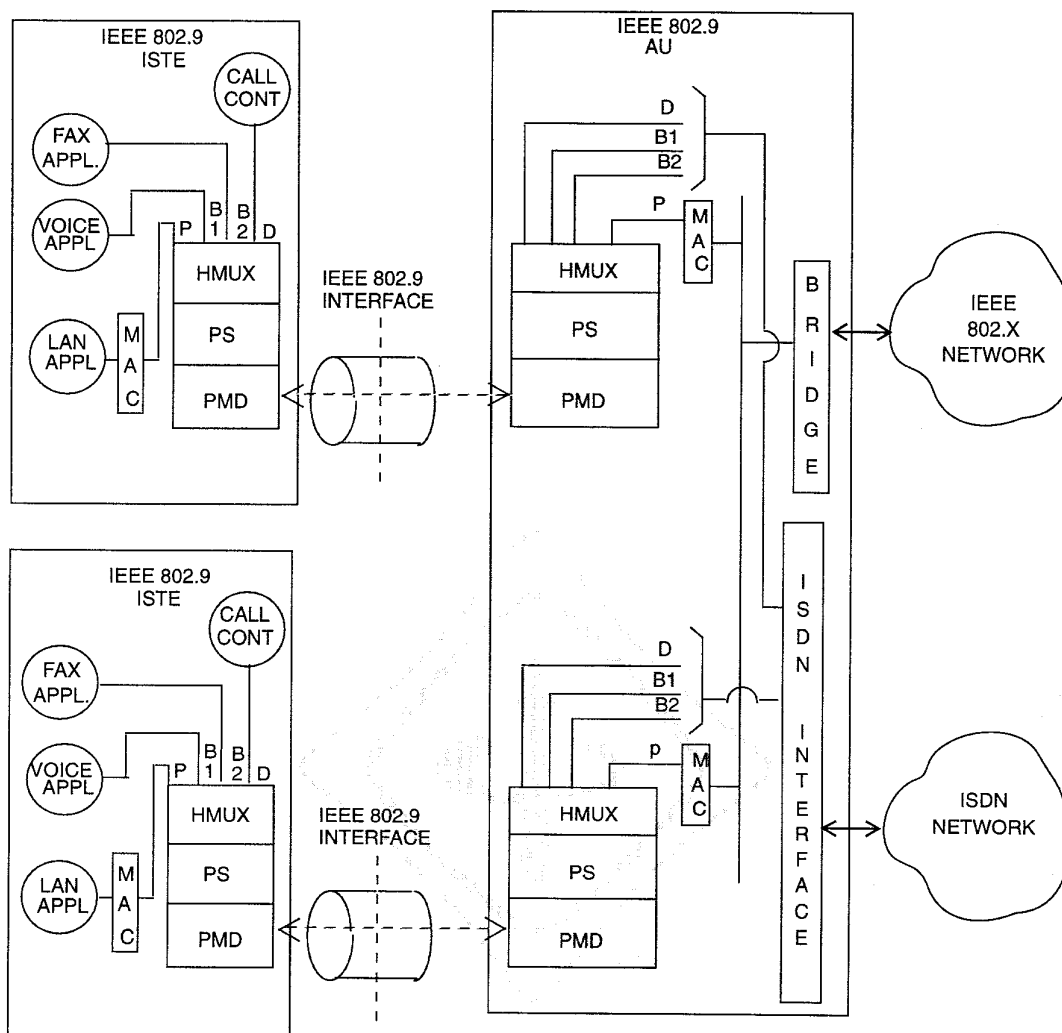 IEEE 802.9
ISTE
CALL
CONT
FAX
APPL.
VOICE
APPL
LAN
APPL
M
A
C
P
B
1
B
2
D
HMUX
PS
PMD
IEEE 802.9
INTERFACE
IEEE 802.9
AU
D
B1
B2
P
M
A
C
HMUX
PS
PMD
B
R
I
D
G
E
IEEE
802.X
NETWORK
IEEE 802.9
ISTE
CALL
CONT
FAX
APPL.
VOICE
APPL
LAN
APPL
M
A
C
P
B
1
B
2
D
HMUX
PS
PMD
IEEE 802.9
INTERFACE
D
B1
B2
p
M
A
C
HMUX
PS
PMD
I
S
D
N
I
N
T
E
R
F
A
C
E
ISDN
NETWORK